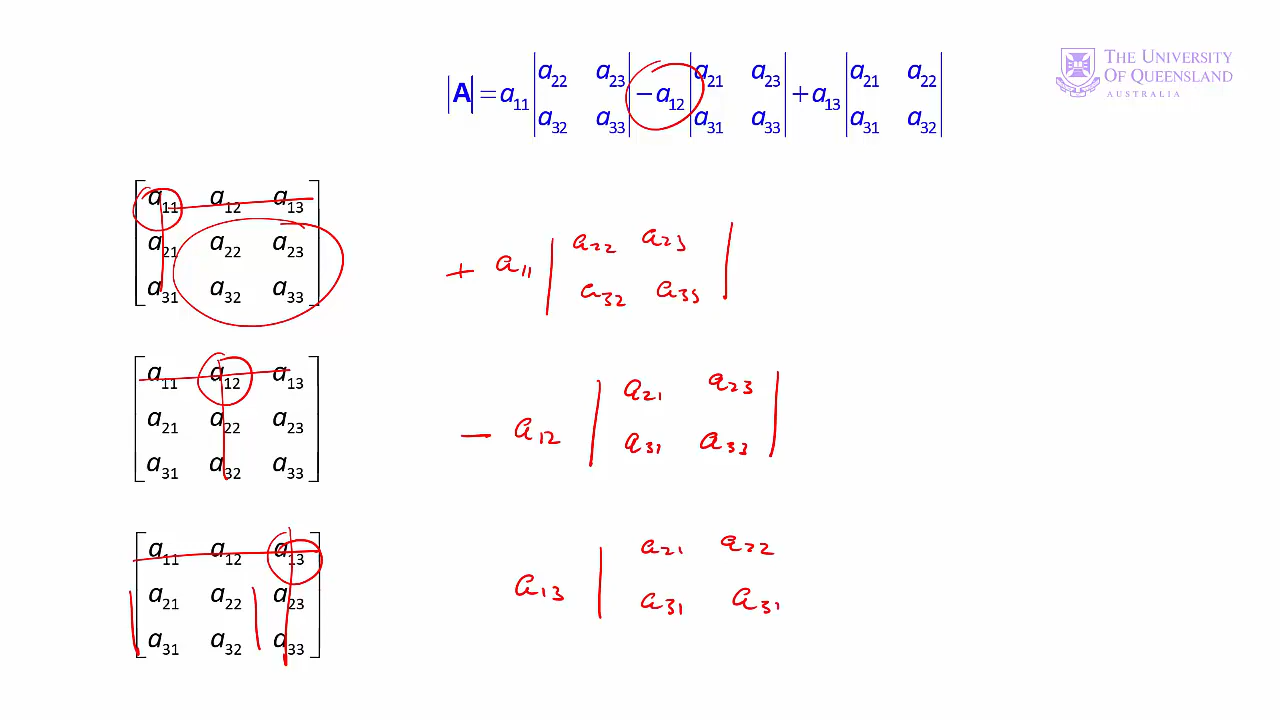 THE UNIVERSITY
OF QUEENSLAND
AUSTRALIA
|A| = a₁₁ |a₂₂ a₂₃| − a₁₂ |a₂₁ a₂₃| + a₁₃ |a₂₁ a₂₂|
|a₃₂ a₃₃| |a₃₁ a₃₃| |a₃₁ a₃₂|
a₁₁ a₁₂ a₁₃
a₂₁ a₂₂ a₂₃
a₃₁ a₃₂ a₃₃
+ a₁₁ | a₂₂ a₂₃ |
a₃₂ a₃₃
a₁₁ a₁₂ a₁₃
a₂₁ a₂₂ a₂₃
a₃₁ a₃₂ a₃₃
− a₁₂ | a₂₁ a₂₃ |
a₃₁ a₃₃
a₁₁ a₁₂ a₁₃
a₂₁ a₂₂ a₂₃
a₃₁ a₃₂ a₃₃
a₁₃ | a₂₁ a₂₂
a₃₁